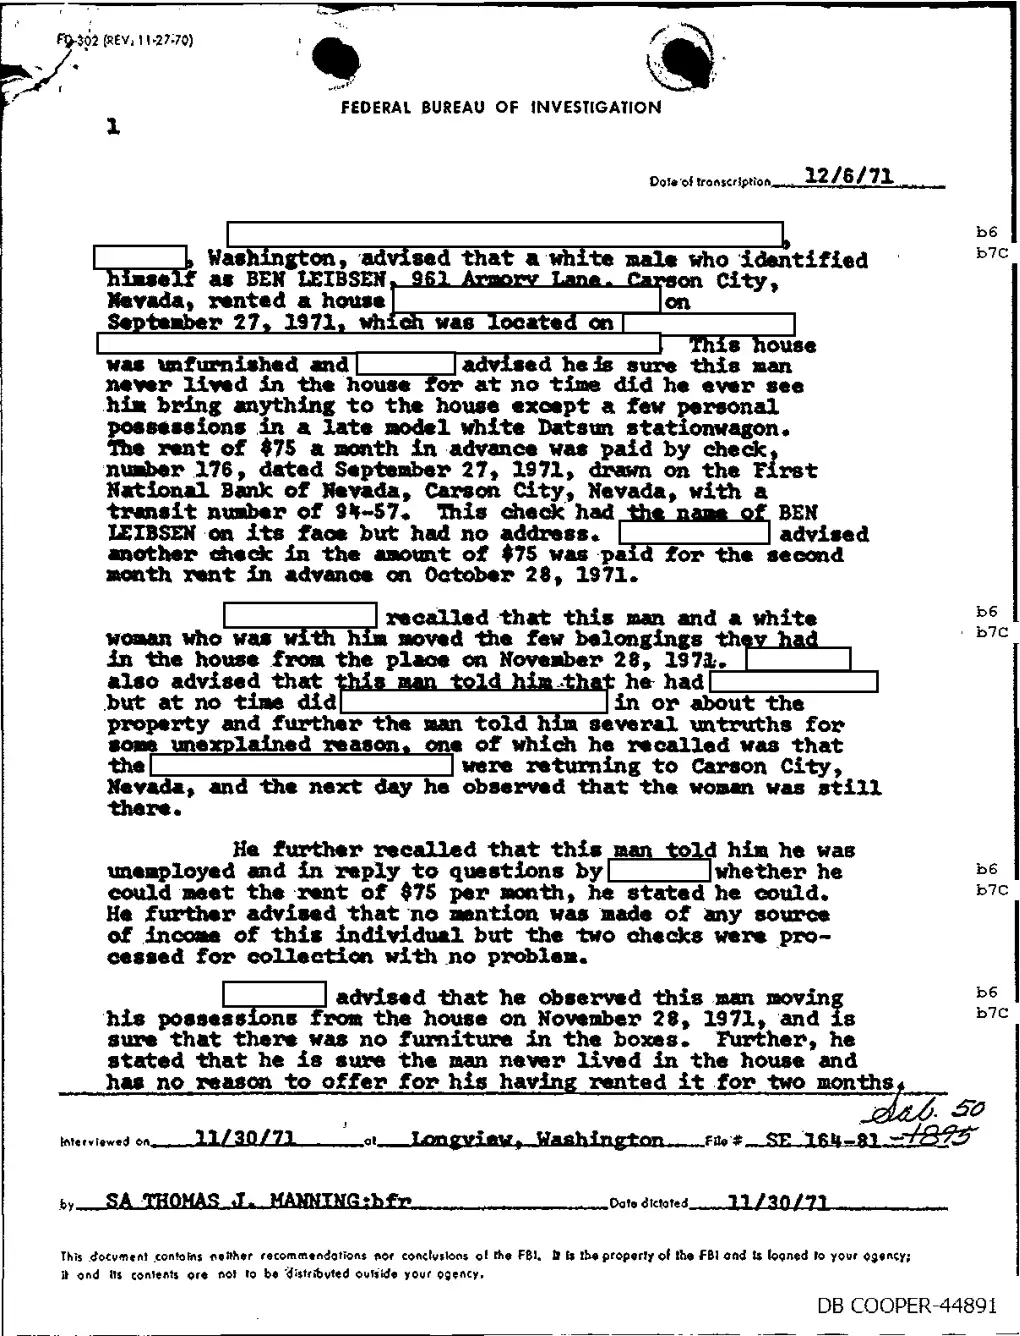 FD-302 (REV. 11-27-70)
FEDERAL BUREAU OF INVESTIGATION
1
Date of transcription 12/6/71
b6
b7C
, Washington, advised that a white male who identified
himself as BEN LEIBSEN, 961 Armory Lane, Carson City,
Nevada, rented a house on
September 27, 1971, which was located on
This house
was unfurnished and advised he is sure this man
never lived in the house for at no time did he ever see
him bring anything to the house except a few personal
possessions in a late model white Datsun stationwagon.
The rent of $75 a month in advance was paid by check,
number 176, dated September 27, 1971, drawn on the First
National Bank of Nevada, Carson City, Nevada, with a
transit number of 94-57. This check had the name of BEN
LEIBSEN on its face but had no address. advised
another check in the amount of $75 was paid for the second
month rent in advance on October 28, 1971.
b6
b7C
recalled that this man and a white
woman who was with him moved the few belongings they had
in the house from the place on November 28, 1971.
also advised that this man told him that he had
but at no time did in or about the
property and further the man told him several untruths for
some unexplained reason, one of which he recalled was that
the were returning to Carson City,
Nevada, and the next day he observed that the woman was still
there.
He further recalled that this man told him he was
unemployed and in reply to questions by whether he
could meet the rent of $75 per month, he stated he could.
He further advised that no mention was made of any source
of income of this individual but the two checks were pro-
cessed for collection with no problem.
b6
b7C
advised that he observed this man moving
his possessions from the house on November 28, 1971, and is
sure that there was no furniture in the boxes. Further, he
stated that he is sure the man never lived in the house and
has no reason to offer for his having rented it for two months.
b6
b7C
Sub. 50
Interviewed on 11/30/71 at Longview, Washington File # SE 164-81 -1895
by SA THOMAS J. MANNING:bfr Date dictated 11/30/71
This document contains neither recommendations nor conclusions of the FBI. It is the property of the FBI and is loaned to your agency;
it and its contents are not to be distributed outside your agency.
DB COOPER-44891